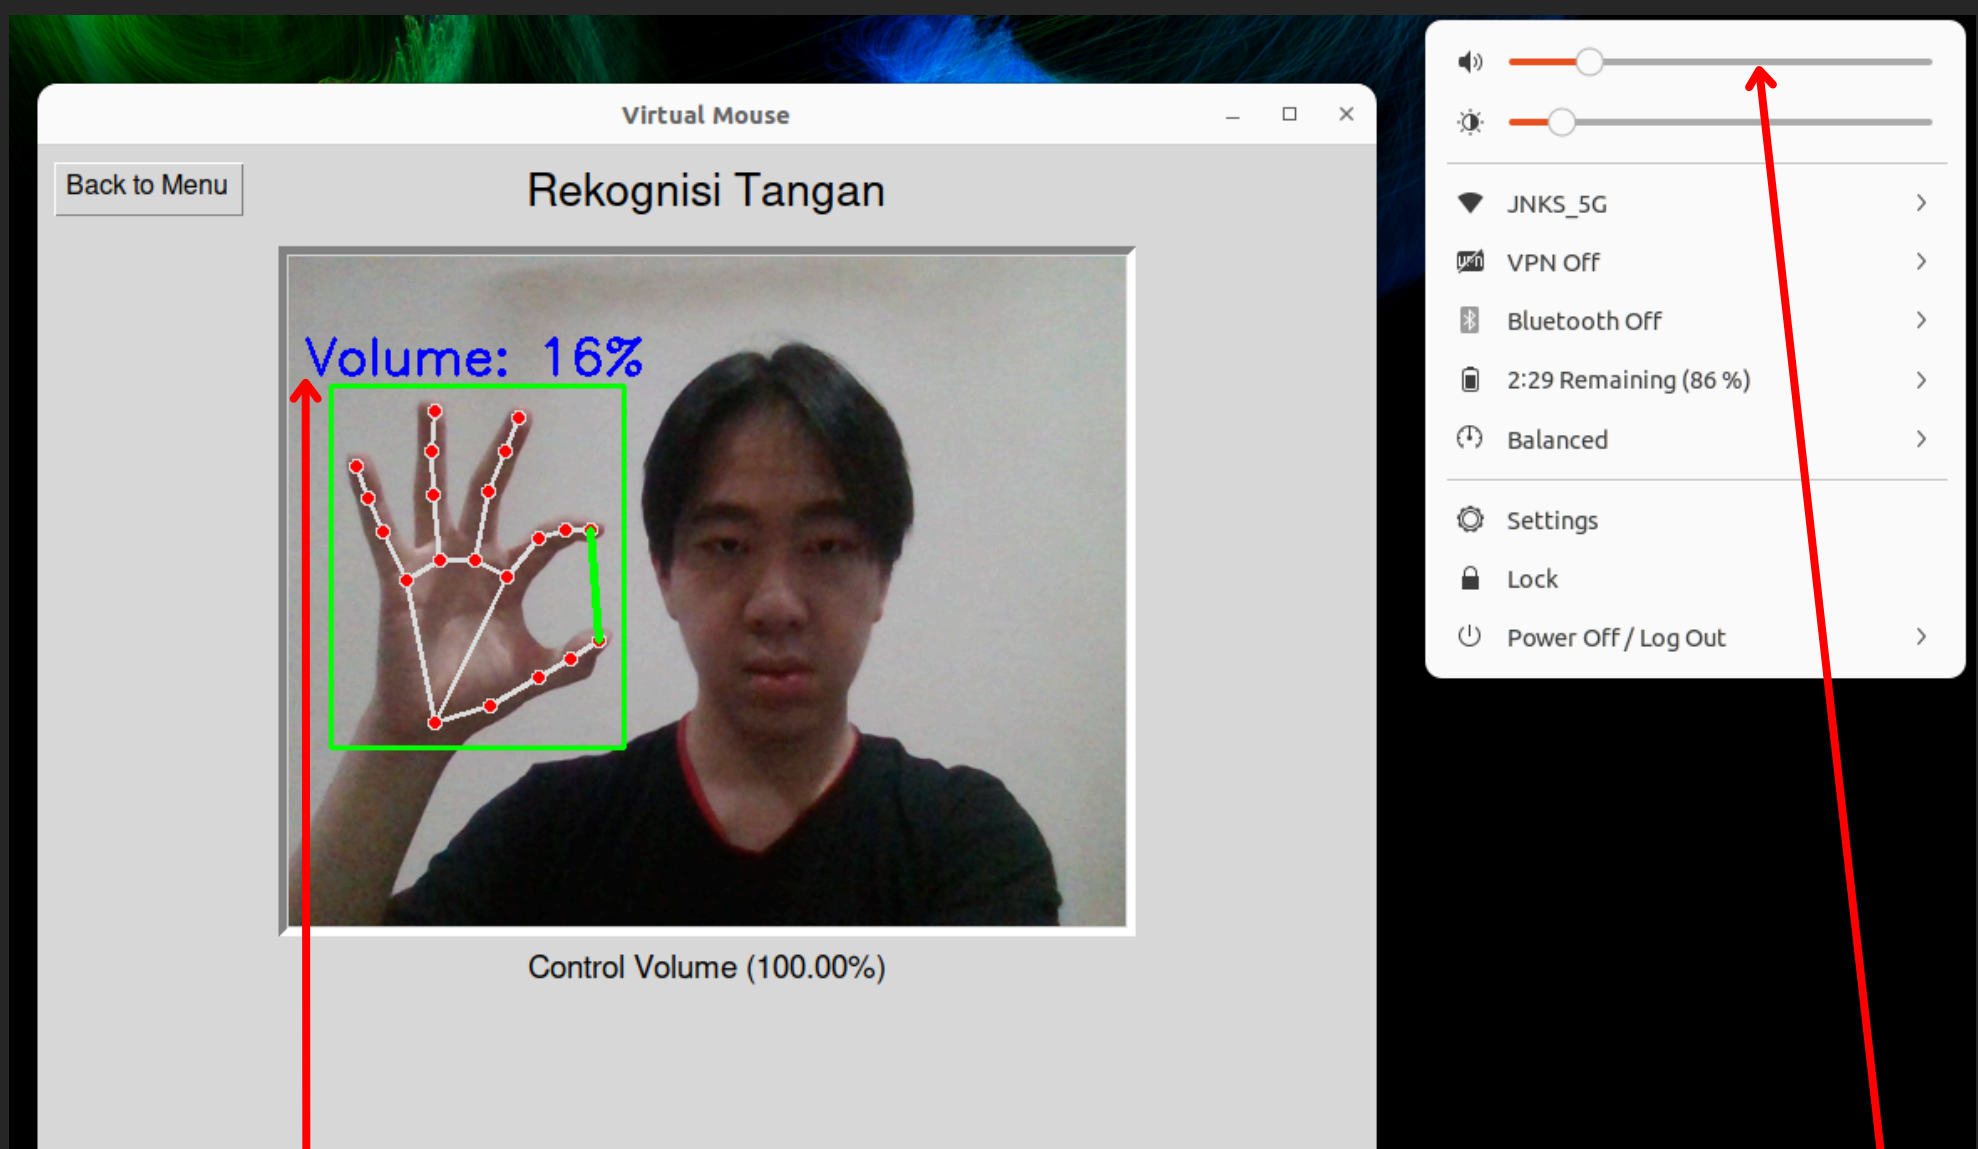 Virtual Mouse
Back to Menu
Rekognisi Tangan
Volume: 16%
Control Volume (100.00%)
JNKS_5G
VPN Off
Bluetooth Off
2:29 Remaining (86 %)
Balanced
Settings
Lock
Power Off / Log Out